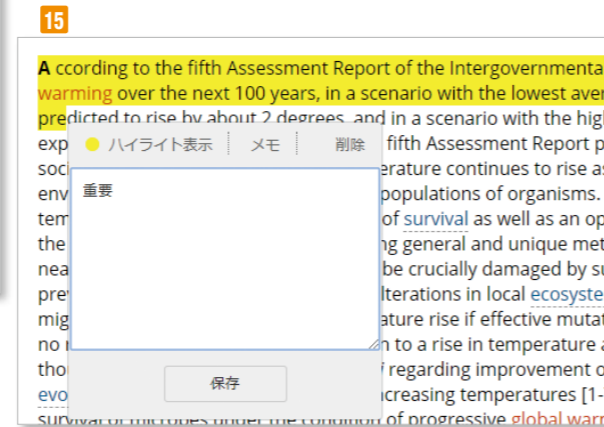 15
A ccording to the fifth Assessment Report of the Intergovernmenta
warming over the next 100 years, in a scenario with the lowest aver
predicted to rise by about 2 degrees, and in a scenario with the high
exp fifth Assessment Report p
ハイライト表示 メモ 削除
soci erature continues to rise as
env populations of organisms.
重要
tem of survival as well as an op
the ng general and unique met
nea be crucially damaged by su
prev lterations in local ecosyste
mig ature rise if effective mutat
no n to a rise in temperature a
tho regarding improvement o
保存
evo creasing temperatures [1-
survival of microbes under the condition of progressive global warm